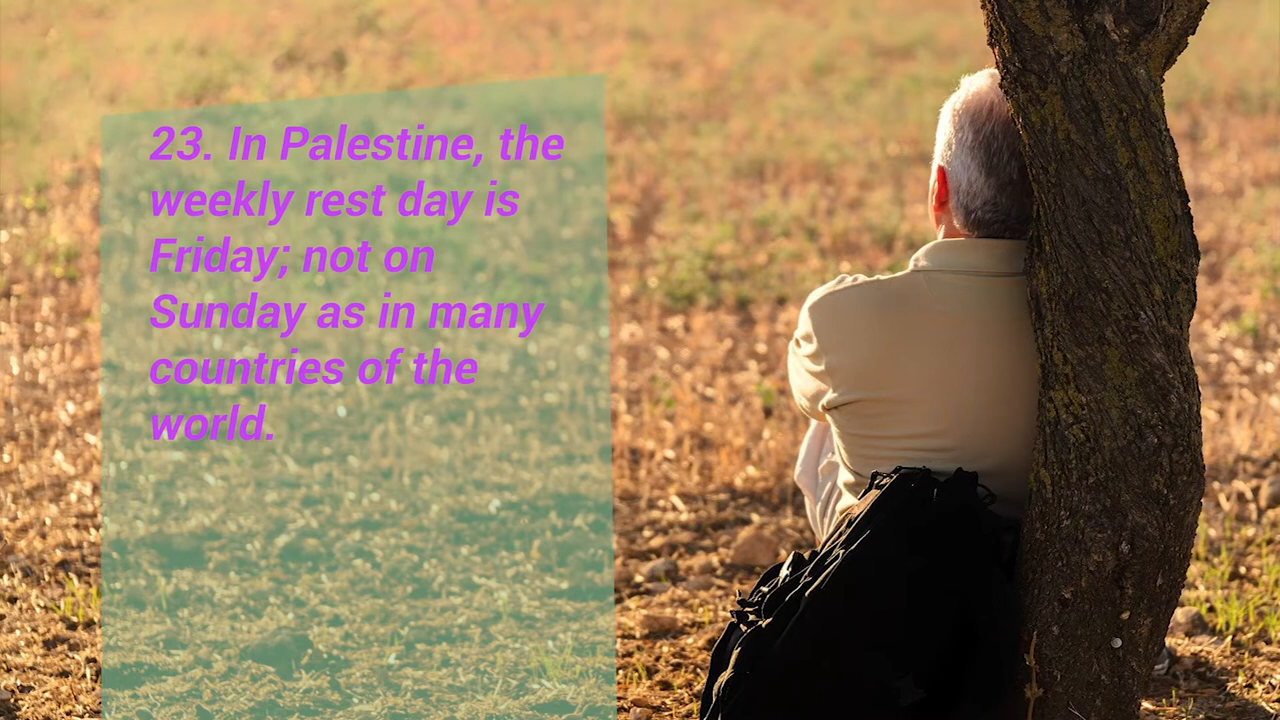 23. In Palestine, the
weekly rest day is
Friday; not on
Sunday as in many
countries of the
world.